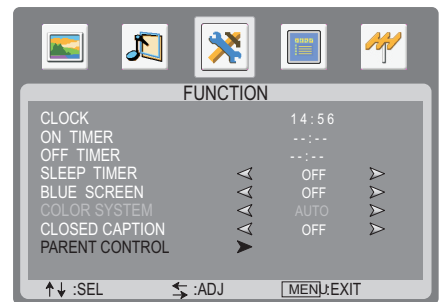 FUNCTION
CLOCK 14:56
ON TIMER --:--
OFF TIMER --:--
SLEEP TIMER OFF
BLUE SCREEN OFF
COLOR SYSTEM AUTO
CLOSED CAPTION OFF
PARENT CONTROL
:SEL :ADJ MENU:EXIT